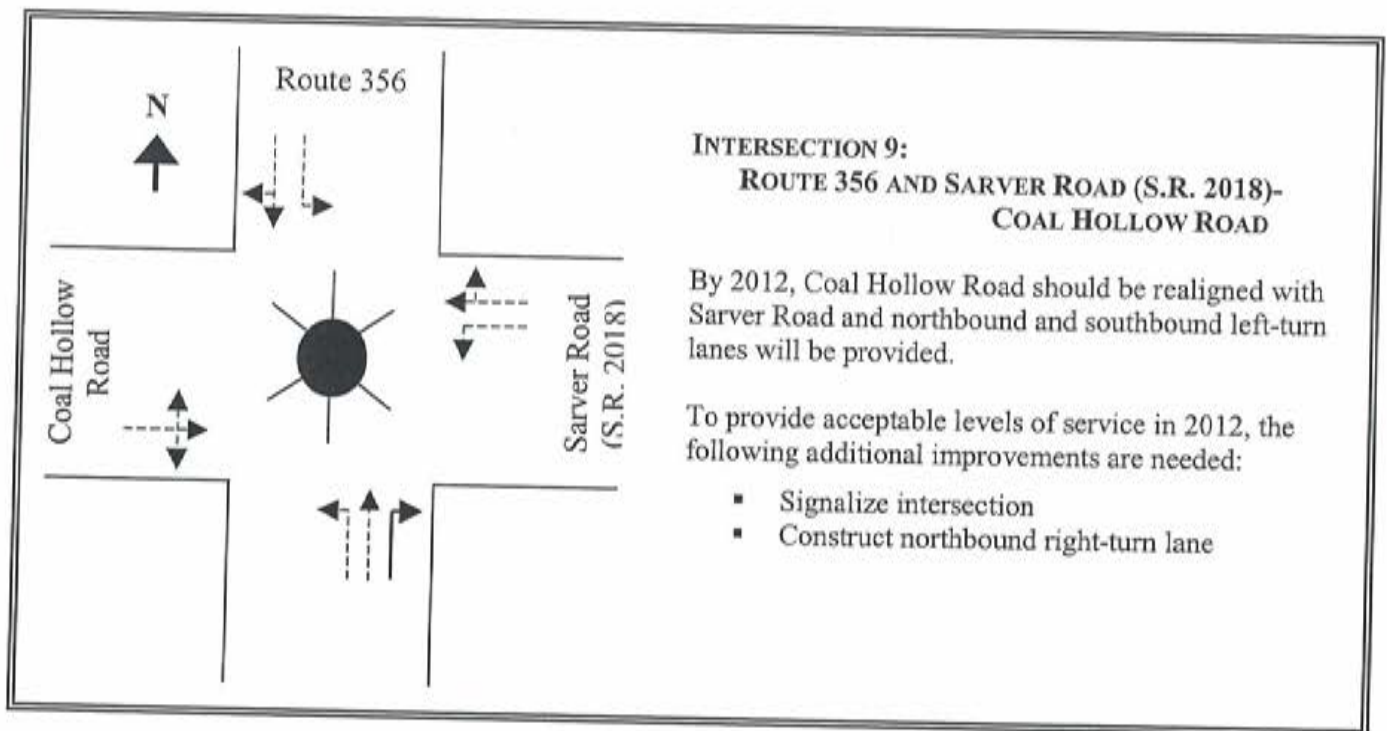 Route 356
N
Coal Hollow
Road
Sarver Road
(S.R. 2018)
INTERSECTION 9:
ROUTE 356 AND SARVER ROAD (S.R. 2018)-
COAL HOLLOW ROAD
By 2012, Coal Hollow Road should be realigned with
Sarver Road and northbound and southbound left-turn
lanes will be provided.
To provide acceptable levels of service in 2012, the
following additional improvements are needed:
▪ Signalize intersection
▪ Construct northbound right-turn lane